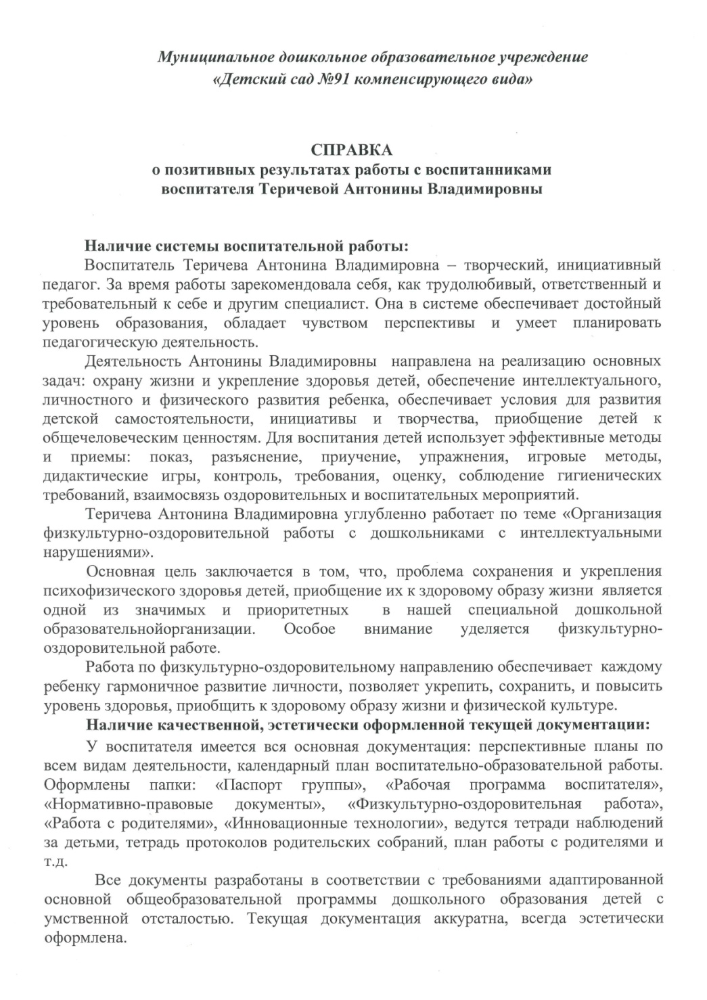 Муниципальное дошкольное образовательное учреждение
«Детский сад №91 компенсирующего вида»
СПРАВКА
о позитивных результатах работы с воспитанниками
воспитателя Теричевой Антонины Владимировны
Наличие системы воспитательной работы:
Воспитатель Теричева Антонина Владимировна – творческий, инициативный
педагог. За время работы зарекомендовала себя, как трудолюбивый, ответственный и
требовательный к себе и другим специалист. Она в системе обеспечивает достойный
уровень образования, обладает чувством перспективы и умеет планировать
педагогическую деятельность.
Деятельность Антонины Владимировны направлена на реализацию основных
задач: охрану жизни и укрепление здоровья детей, обеспечение интеллектуального,
личностного и физического развития ребенка, обеспечивает условия для развития
детской самостоятельности, инициативы и творчества, приобщение детей к
общечеловеческим ценностям. Для воспитания детей использует эффективные методы
и приемы: показ, разъяснение, приучение, упражнения, игровые методы,
дидактические игры, контроль, требования, оценку, соблюдение гигиенических
требований, взаимосвязь оздоровительных и воспитательных мероприятий.
Теричева Антонина Владимировна углубленно работает по теме «Организация
физкультурно-оздоровительной работы с дошкольниками с интеллектуальными
нарушениями».
Основная цель заключается в том, что, проблема сохранения и укрепления
психофизического здоровья детей, приобщение их к здоровому образу жизни является
одной из значимых и приоритетных в нашей специальной дошкольной
образовательнойорганизации. Особое внимание уделяется физкультурно-
оздоровительной работе.
Работа по физкультурно-оздоровительному направлению обеспечивает каждому
ребенку гармоничное развитие личности, позволяет укрепить, сохранить, и повысить
уровень здоровья, приобщить к здоровому образу жизни и физической культуре.
Наличие качественной, эстетически оформленной текущей документации:
У воспитателя имеется вся основная документация: перспективные планы по
всем видам деятельности, календарный план воспитательно-образовательной работы.
Оформлены папки: «Паспорт группы», «Рабочая программа воспитателя»,
«Нормативно-правовые документы», «Физкультурно-оздоровительная работа»,
«Работа с родителями», «Инновационные технологии», ведутся тетради наблюдений
за детьми, тетрадь протоколов родительских собраний, план работы с родителями и
т.д.
Все документы разработаны в соответствии с требованиями адаптированной
основной общеобразовательной программы дошкольного образования детей с
умственной отсталостью. Текущая документация аккуратна, всегда эстетически
оформлена.